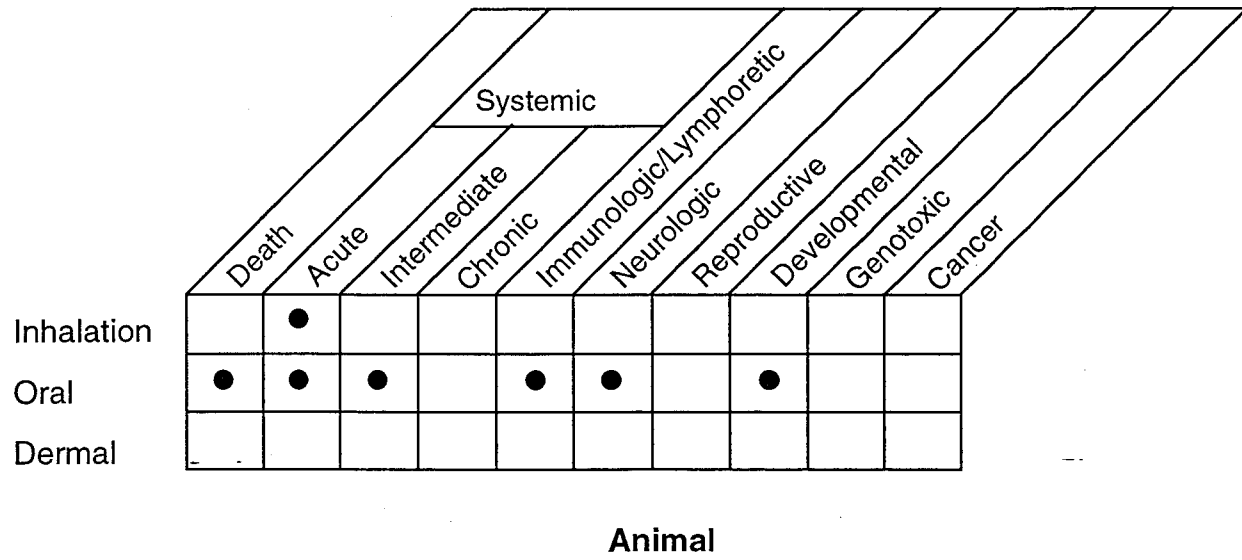 Systemic
Death
Acute
Intermediate
Chronic
Immunologic/Lymphoretic
Neurologic
Reproductive
Developmental
Genotoxic
Cancer
Inhalation
Oral
Dermal
Animal